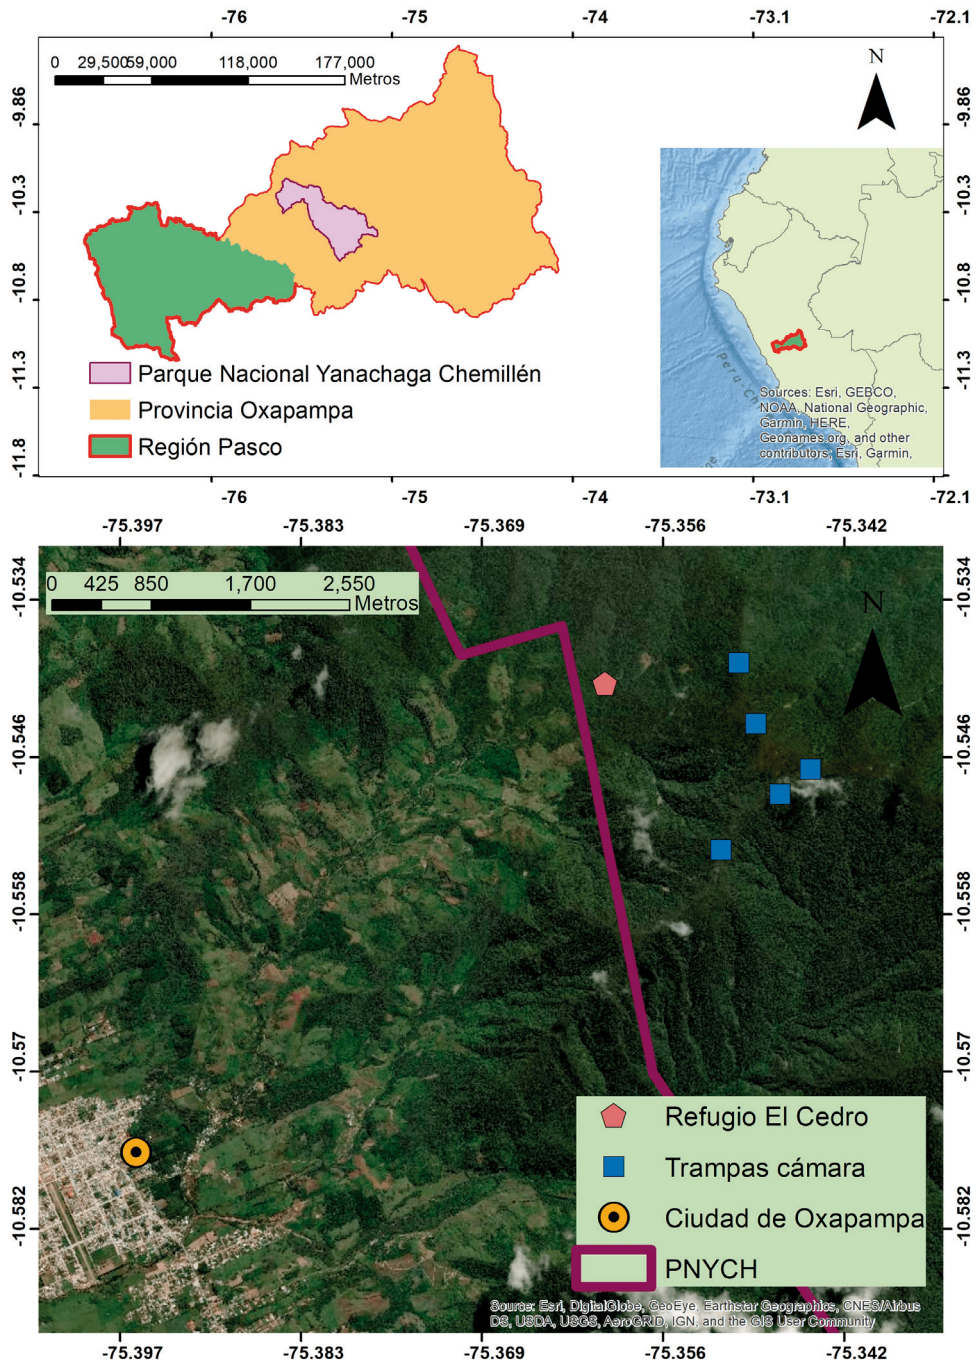 -76 -75 -74 -73.1 -72.1
0 29,500 59,000 118,000 177,000
Metros
N
-9.86 -9.86
-10.3 -10.3
-10.8 -10.8
-11.3 -11.3
-11.8 -11.8
Peru-Ch
Parque Nacional Yanachaga Chemillén
Provincia Oxapampa
Región Pasco
Sources: Esri, GEBCO,
NOAA, National Geographic,
Garmin, HERE,
Geonames.org, and other
contributors, Esri, Garmin,
-76 -75 -74 -73.1 -72.1
-75.397 -75.383 -75.369 -75.356 -75.342
0 425 850 1,700 2,550
Metros
N
-10.534 -10.534
-10.546 -10.546
-10.558 -10.558
-10.57 -10.57
-10.582 -10.582
Refugio El Cedro
Trampas cámara
Ciudad de Oxapampa
PNYCH
Source: Esri, DigitalGlobe, GeoEye, Earthstar Geographics, CNES/Airbus
DS, USDA, USGS, AeroGRID, IGN, and the GIS User Community
-75.397 -75.383 -75.369 -75.356 -75.342